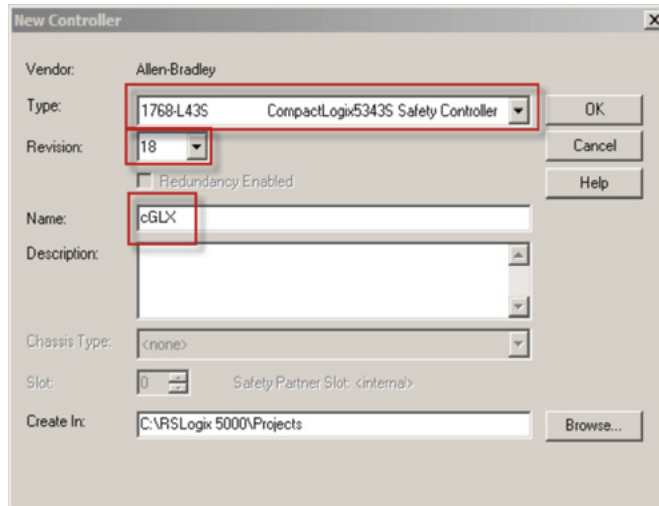 New Controller
Vendor: Allen-Bradley
Type: 1768-L43S CompactLogix5343S Safety Controller OK
Revision: 18 Cancel
Redundancy Enabled Help
Name: cGLX
Description:
Chassis Type: <none>
Slot: 0 Safety Partner Slot: <internal>
Create In: C:\RSLogix 5000\Projects Browse...